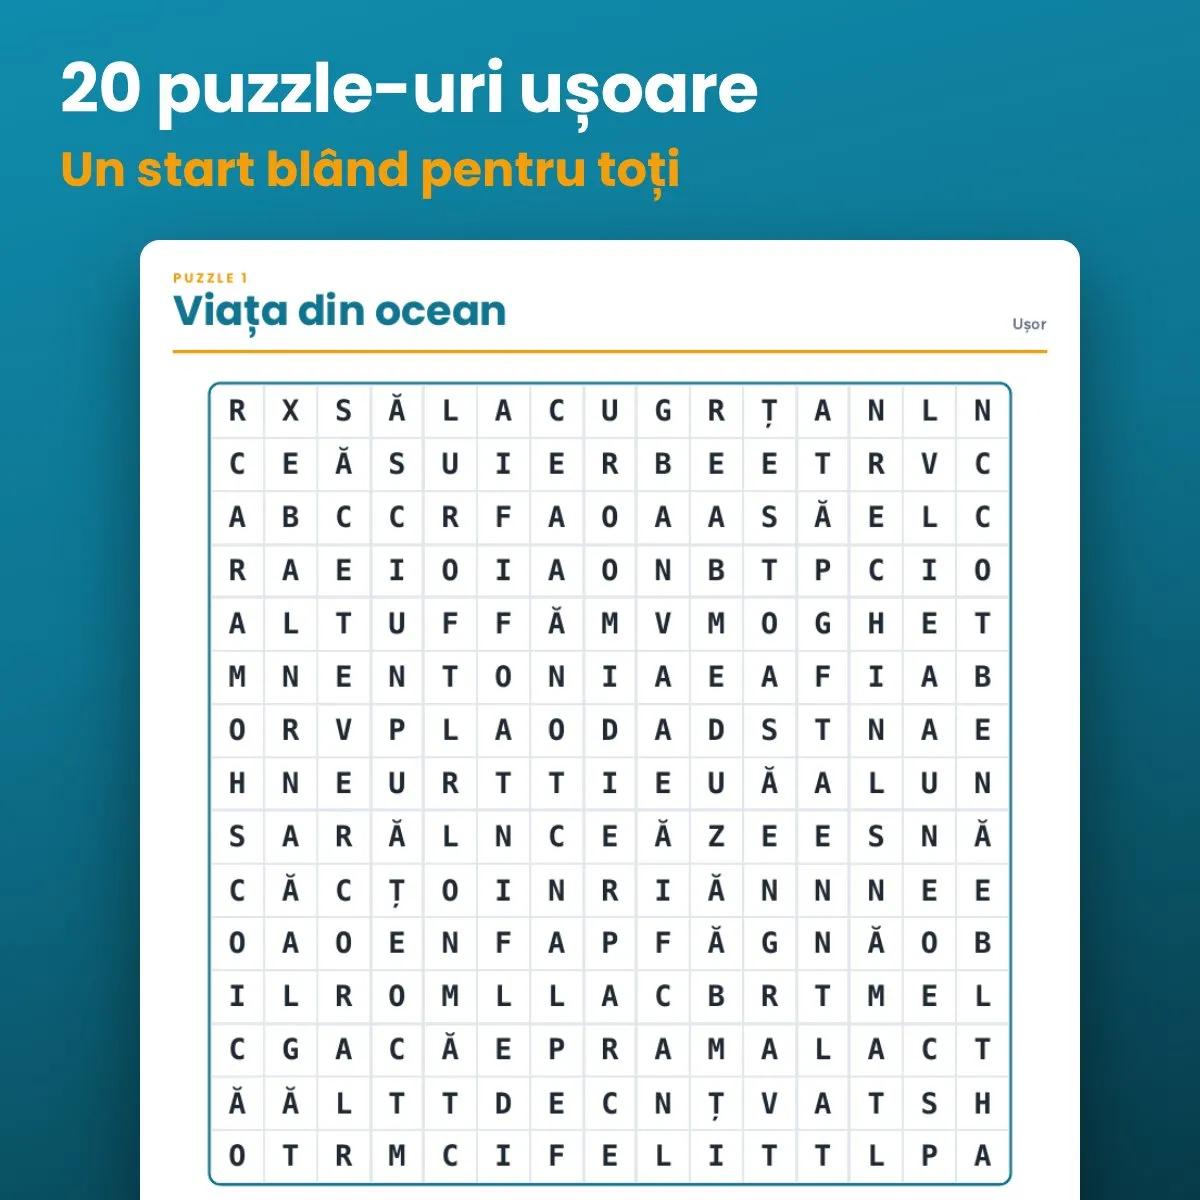 20 puzzle-uri ușoare
Un start blând pentru toți
PUZZLE 1
Viața din ocean
Ușor
R X S Ă L A C U G R Ț A N L N
C E Ă S U I E R B E E T R V C
A B C C R F A O A A S Ă E L C
R A E I O I A O N B T P C I O
A L T U F F Ă M V M O G H E T
M N E N T O N I A E A F I A B
O R V P L A O D A D S T N A E
H N E U R T T I E U Ă A L U N
S A R Ă L N C E Ă Z E E S N Ă
C Ă C Ț O I N R I Ă N N N E E
O A O E N F A P F Ă G N Ă O B
I L R O M L L A C B R T M E L
C G A C Ă E P R A M A L A C T
Ă Ă L T T D E C N Ț V A T S H
O T R M C I F E L I T T L P A